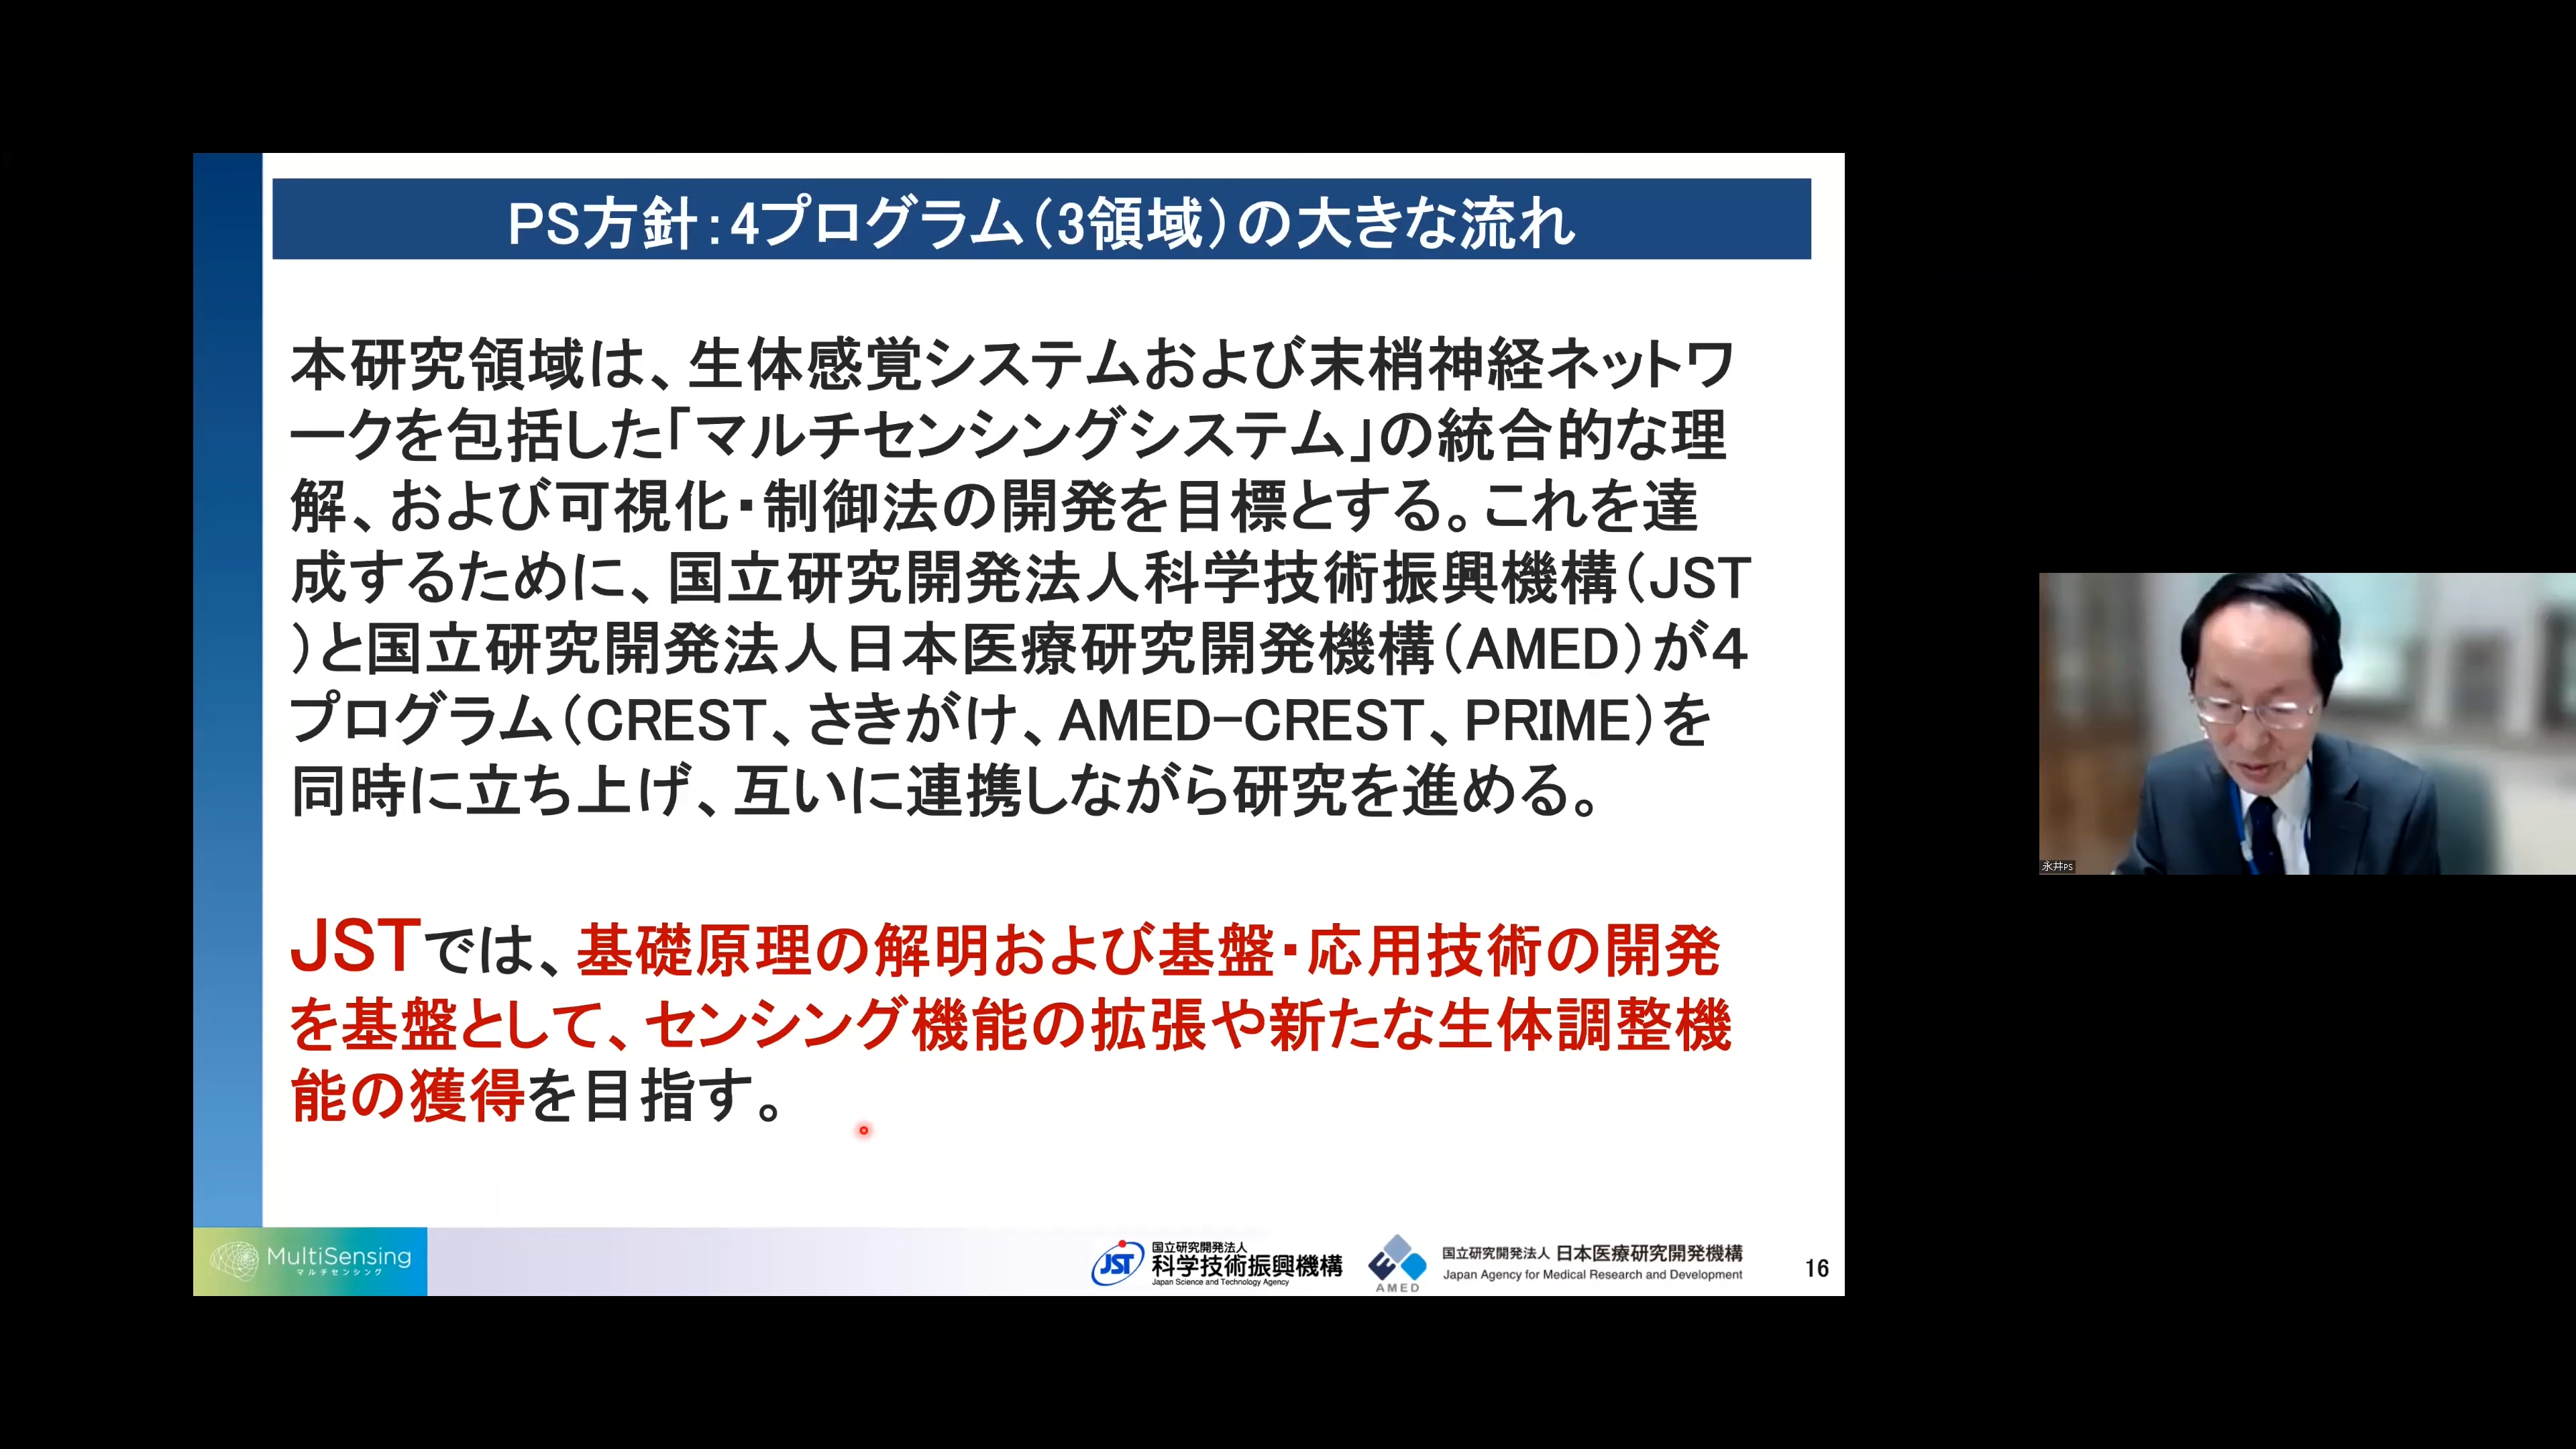 PS方針：4プログラム（3領域）の大きな流れ
本研究領域は、生体感覚システムおよび末梢神経ネットワ
ークを包括した「マルチセンシングシステム」の統合的な理
解、および可視化・制御法の開発を目標とする。これを達
成するために、国立研究開発法人科学技術振興機構（JST
）と国立研究開発法人日本医療研究開発機構（AMED）が４
プログラム（CREST、さきがけ、AMED-CREST、PRIME）を
同時に立ち上げ、互いに連携しながら研究を進める。
JSTでは、基礎原理の解明および基盤・応用技術の開発
を基盤として、センシング機能の拡張や新たな生体調整機
能の獲得を目指す。
永井PS
MultiSensing
マルチセンシング
JST
国立研究開発法人
科学技術振興機構
Japan Science and Technology Agency
AMED
国立研究開発法人 日本医療研究開発機構
Japan Agency for Medical Research and Development
16